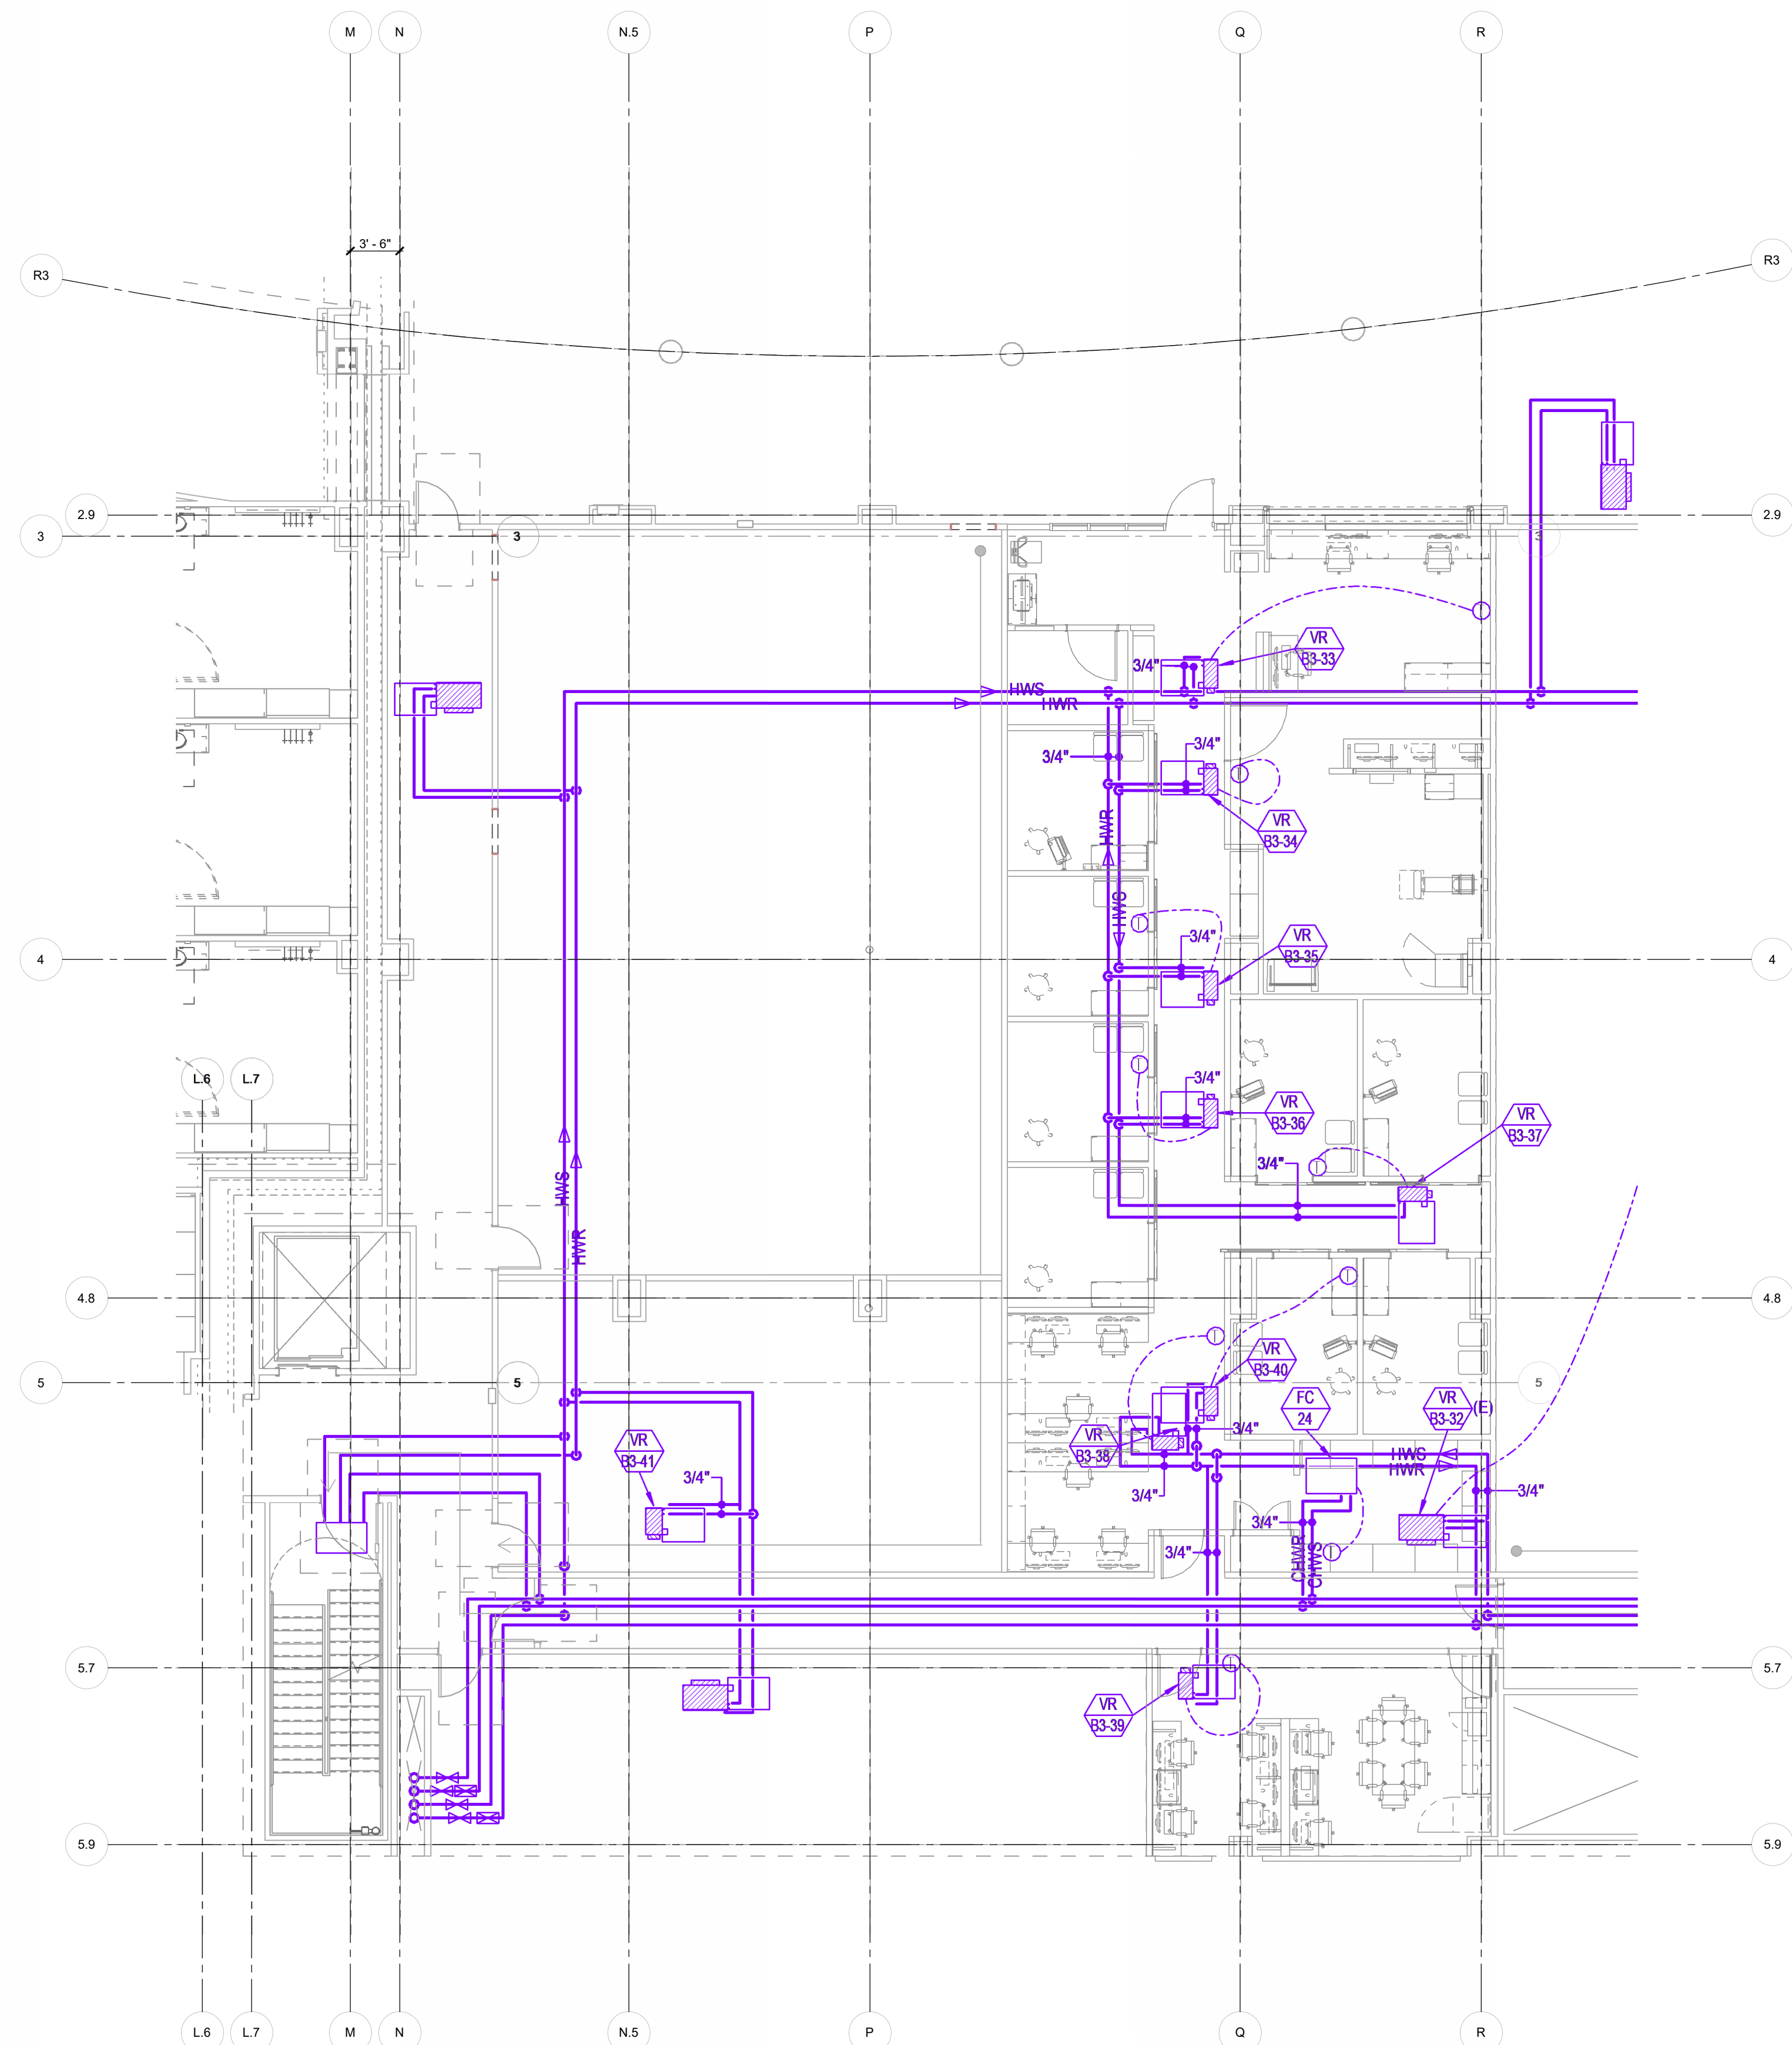 M
N
N.5
P
Q
R
3' - 6"
R3
R3
2.9
2.9
3
3
3
VR
B3-33
3/4"
HWS
HWR
3/4"
3/4"
VR
B3-34
HWR
HWS
VR
B3-35
3/4"
4
4
L.6
L.7
3/4"
VR
B3-36
VR
B3-37
3/4"
HWS
HWR
4.8
4.8
VR
B3-40
5
5
5
FC
24
VR
B3-32
(E)
3/4"
VR
B3-38
VR
B3-41
HWS
HWR
3/4"
3/4"
3/4"
3/4"
3/4"
CHWR
CHWS
5.7
5.7
VR
B3-39
5.9
5.9
L.6
L.7
M
N
N.5
P
Q
R